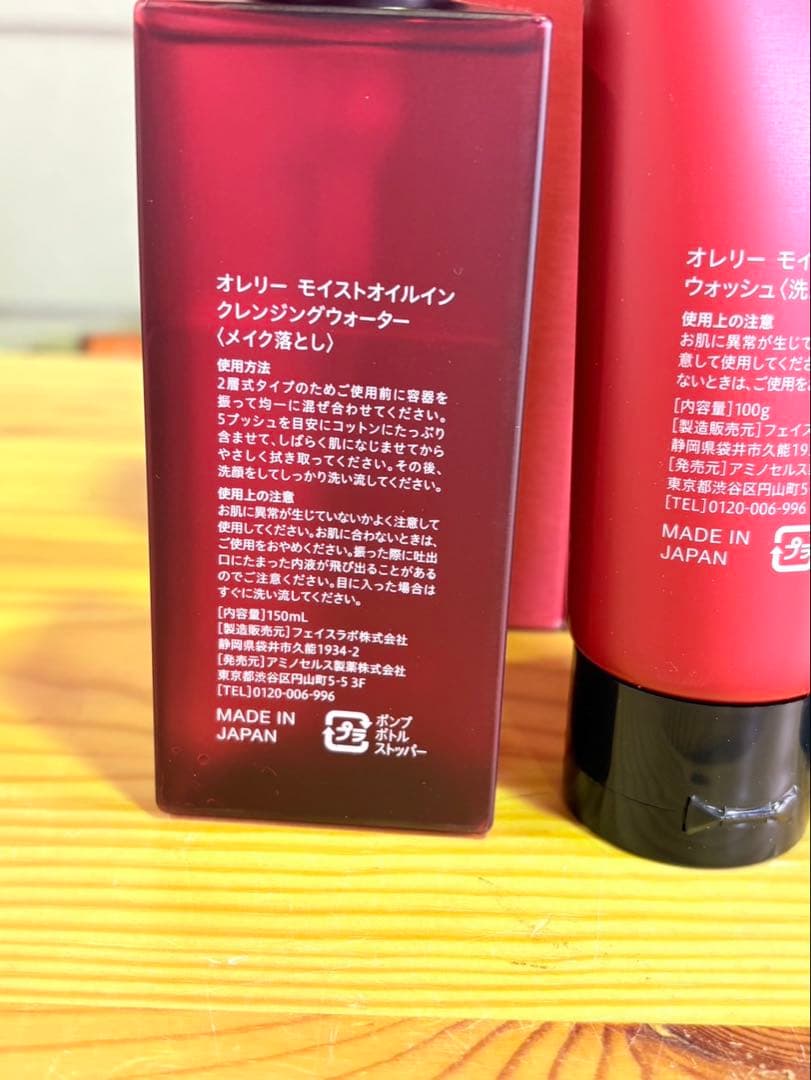 オレリー モイストオイルイン
クレンジングウォーター
〈メイク落とし〉
使用方法
2層式タイプのためご使用前に容器を
振って均一に混ぜ合わせてください。
5プッシュを目安にコットンにたっぷり
含ませて、しばらく肌になじませてから
やさしく拭き取ってください。その後、
洗顔をしてしっかり洗い流してください。
使用上の注意
お肌に異常が生じていないかよく注意して
使用してください。お肌に合わないときは、
ご使用をおやめください。振った際に吐出
口にたまった内液が飛び出ることがある
のでご注意ください。目に入った場合は
すぐに洗い流してください。
[内容量]150mL
[製造販売元]フェイスラボ株式会社
静岡県袋井市久能1934-2
[発売元]アミノセルス製薬株式会社
東京都渋谷区円山町5-5 3F
[TEL]0120-006-996
MADE IN
JAPAN
プラ
ポンプ
ボトル
ストッパー
オレリー モイ
ウォッシュ〈洗
使用上の注意
お肌に異常が生じて
意して使用してくださ
ないときは、ご使用を
[内容量]100g
[製造販売元]フェイス
静岡県袋井市久能19
[発売元]アミノセルス
東京都渋谷区円山町5
[TEL]0120-006-996
MADE IN
JAPAN
プラ